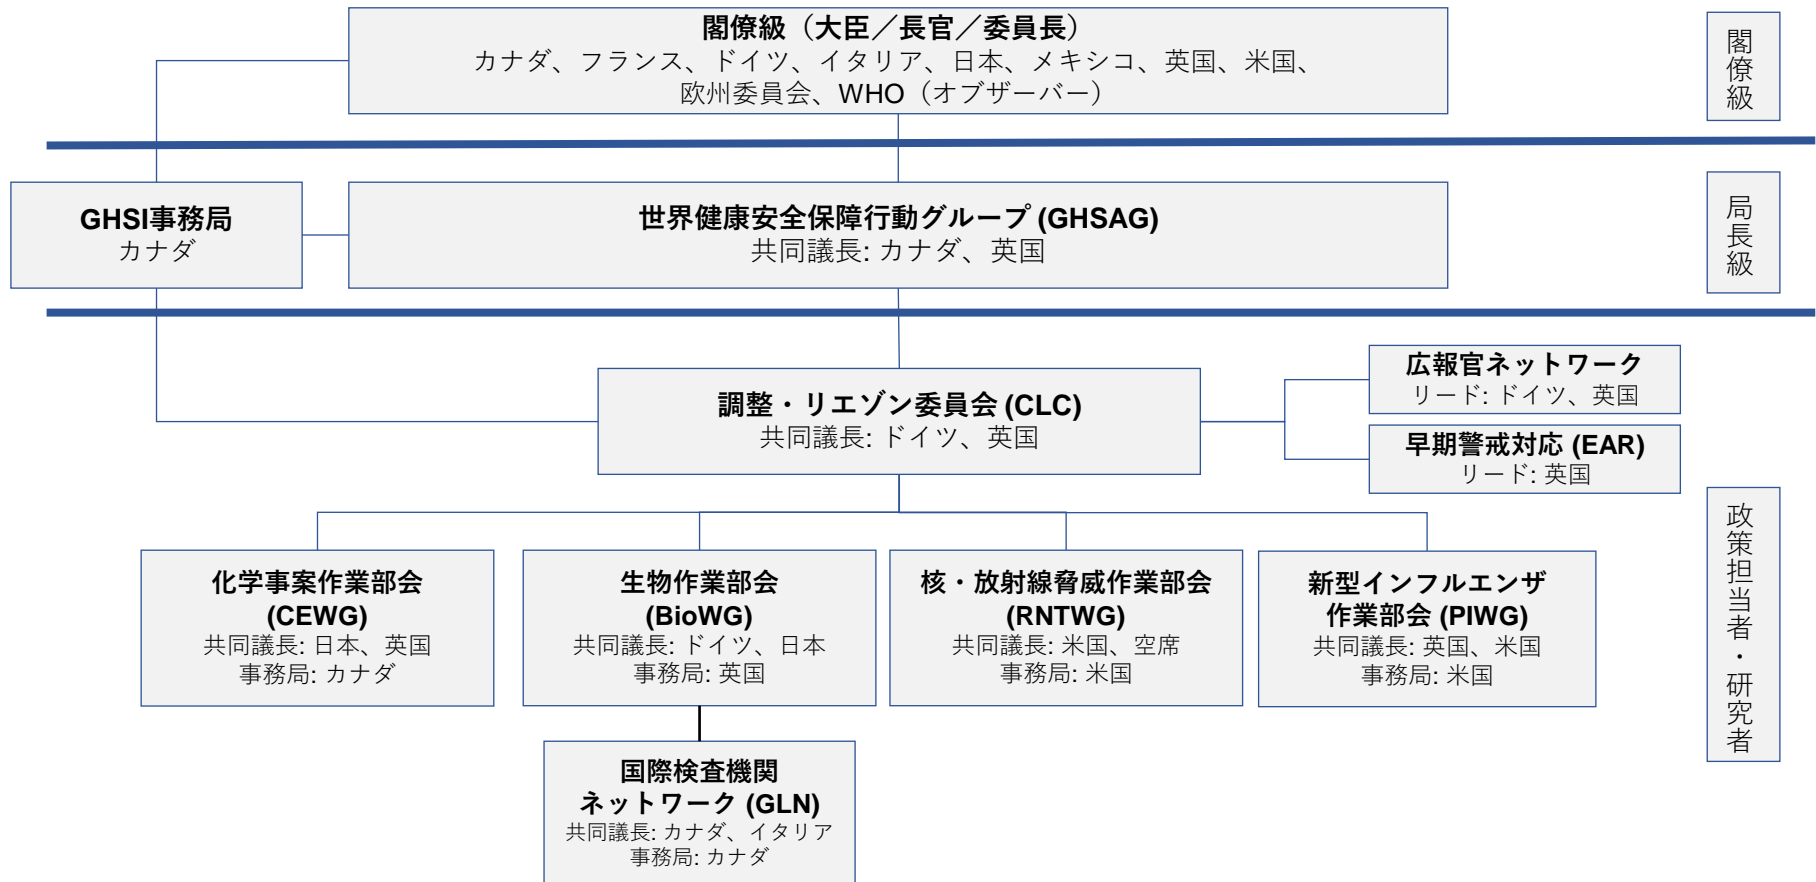 閣僚級（大臣／長官／委員長）
カナダ、フランス、ドイツ、イタリア、日本、メキシコ、英国、米国、
欧州委員会、WHO（オブザーバー）
閣僚級
GHSI事務局
カナダ
世界健康安全保障行動グループ (GHSAG)
共同議長: カナダ、英国
局長級
調整・リエゾン委員会 (CLC)
共同議長: ドイツ、英国
広報官ネットワーク
リード: ドイツ、英国
早期警戒対応 (EAR)
リード: 英国
政策担当者・研究者
化学事案作業部会
(CEWG)
共同議長: 日本、英国
事務局: カナダ
生物作業部会
(BioWG)
共同議長: ドイツ、日本
事務局: 英国
核・放射線脅威作業部会
(RNTWG)
共同議長: 米国、空席
事務局: 米国
新型インフルエンザ
作業部会 (PIWG)
共同議長: 英国、米国
事務局: 米国
国際検査機関
ネットワーク (GLN)
共同議長: カナダ、イタリア
事務局: カナダ